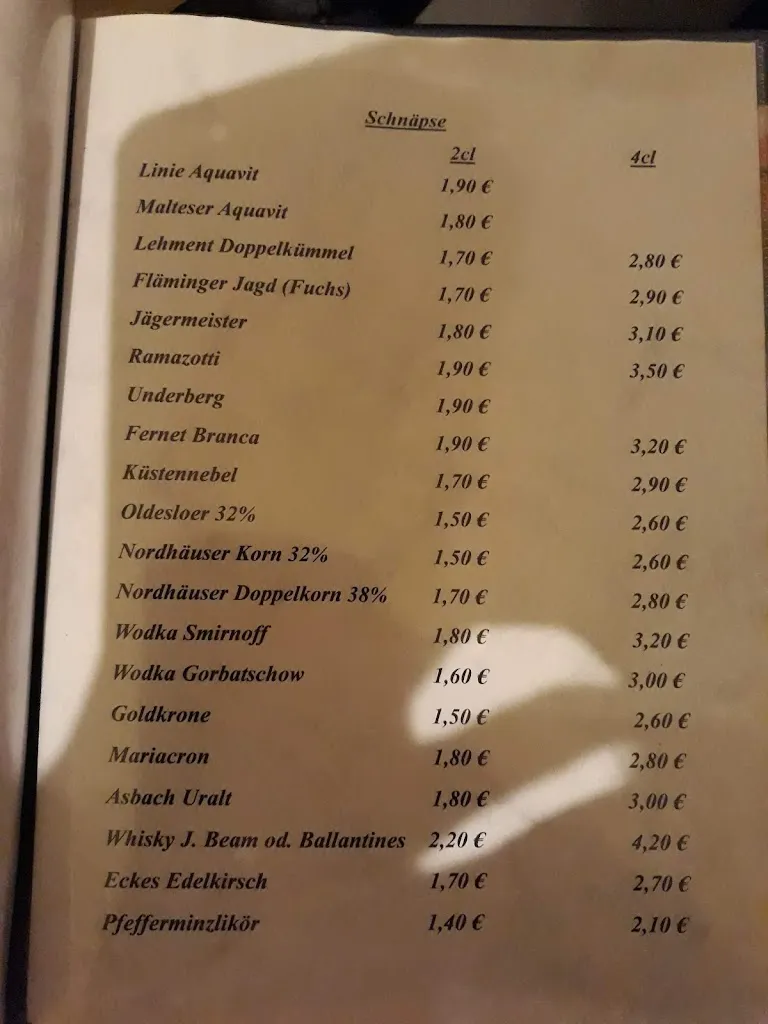 Schnäpse
2cl 4cl
Linie Aquavit 1,90 €
Malteser Aquavit 1,80 €
Lehment Doppelkümmel 1,70 € 2,80 €
Fläminger Jagd (Fuchs) 1,70 € 2,90 €
Jägermeister 1,80 € 3,10 €
Ramazotti 1,90 € 3,50 €
Underberg 1,90 €
Fernet Branca 1,90 € 3,20 €
Küstennebel 1,70 € 2,90 €
Oldesloer 32% 1,50 € 2,60 €
Nordhäuser Korn 32% 1,50 € 2,60 €
Nordhäuser Doppelkorn 38% 1,70 € 2,80 €
Wodka Smirnoff 1,80 € 3,20 €
Wodka Gorbatschow 1,60 € 3,00 €
Goldkrone 1,50 € 2,60 €
Mariacron 1,80 € 2,80 €
Asbach Uralt 1,80 € 3,00 €
Whisky J. Beam od. Ballantines 2,20 € 4,20 €
Eckes Edelkirsch 1,70 € 2,70 €
Pfefferminzlikör 1,40 € 2,10 €